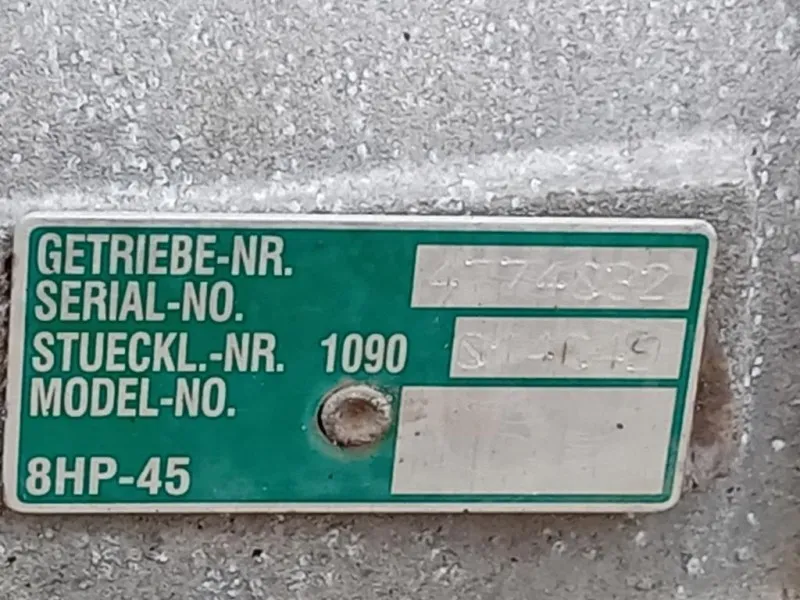 GETRIEBE-NR.
SERIAL-NO.
STUECKL.-NR. 1090
MODEL-NO.
8HP-45